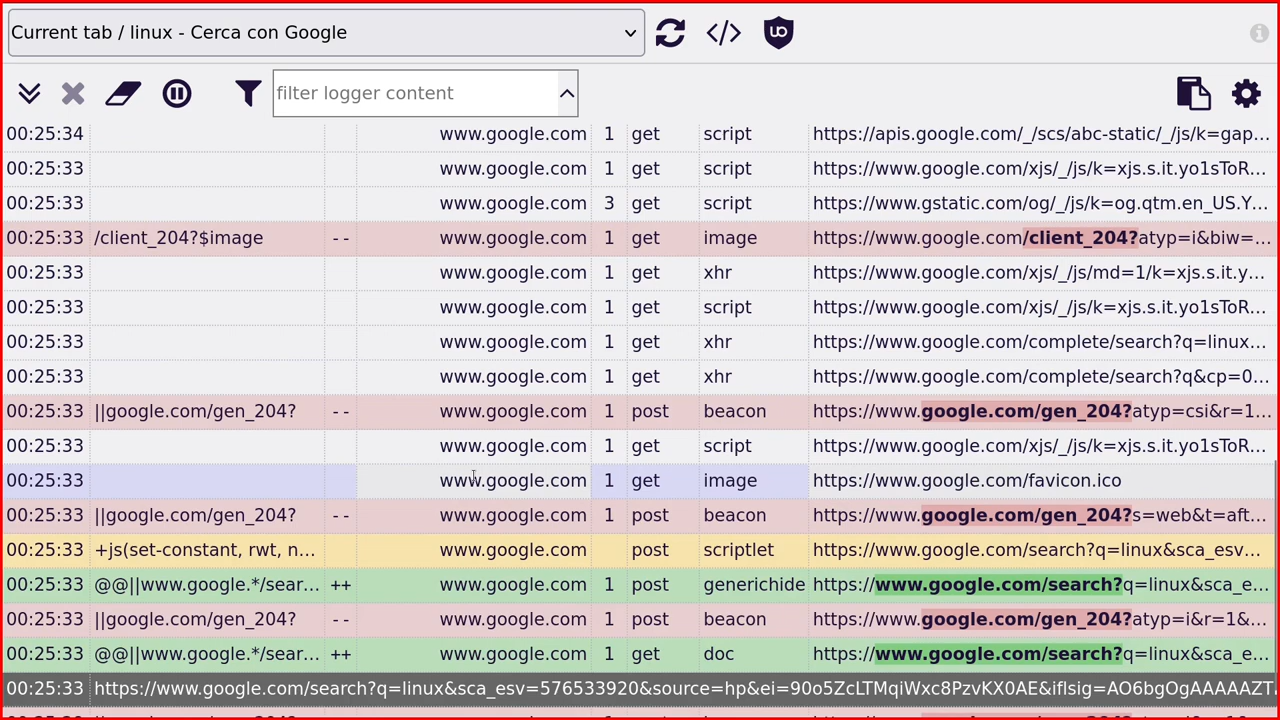 Current tab / linux - Cerca con Google
filter logger content
00:25:34 www.google.com 1 get script https://apis.google.com/_/scs/abc-static/_/js/k=gap…
00:25:33 www.google.com 1 get script https://www.google.com/xjs/_/js/k=xjs.s.it.yo1sToR…
00:25:33 www.google.com 3 get script https://www.gstatic.com/og/_/js/k=og.qtm.en_US.Y…
00:25:33 /client_204?$image -- www.google.com 1 get image https://www.google.com/client_204?atyp=i&biw=…
00:25:33 www.google.com 1 get xhr https://www.google.com/xjs/_/js/md=1/k=xjs.s.it.y…
00:25:33 www.google.com 1 get script https://www.google.com/xjs/_/js/k=xjs.s.it.yo1sToR…
00:25:33 www.google.com 1 get xhr https://www.google.com/complete/search?q=linux…
00:25:33 www.google.com 1 get xhr https://www.google.com/complete/search?q&cp=0…
00:25:33 ||google.com/gen_204? -- www.google.com 1 post beacon https://www.google.com/gen_204?atyp=csi&r=1…
00:25:33 www.google.com 1 get script https://www.google.com/xjs/_/js/k=xjs.s.it.yo1sToR…
00:25:33 www.google.com 1 get image https://www.google.com/favicon.ico
00:25:33 ||google.com/gen_204? -- www.google.com 1 post beacon https://www.google.com/gen_204?s=web&t=aft…
00:25:33 +js(set-constant, rwt, n… www.google.com post scriptlet https://www.google.com/search?q=linux&sca_esv…
00:25:33 @@||www.google.*/sear… ++ www.google.com 1 post generichide https://www.google.com/search?q=linux&sca_e…
00:25:33 ||google.com/gen_204? -- www.google.com 1 post beacon https://www.google.com/gen_204?atyp=i&r=1&…
00:25:33 @@||www.google.*/sear… ++ www.google.com 1 get doc https://www.google.com/search?q=linux&sca_e…
00:25:33 https://www.google.com/search?q=linux&sca_esv=576533920&source=hp&ei=90o5ZcLTMqiWxc8PzvKX0AE&iflsig=AO6bgOgAAAAAZT